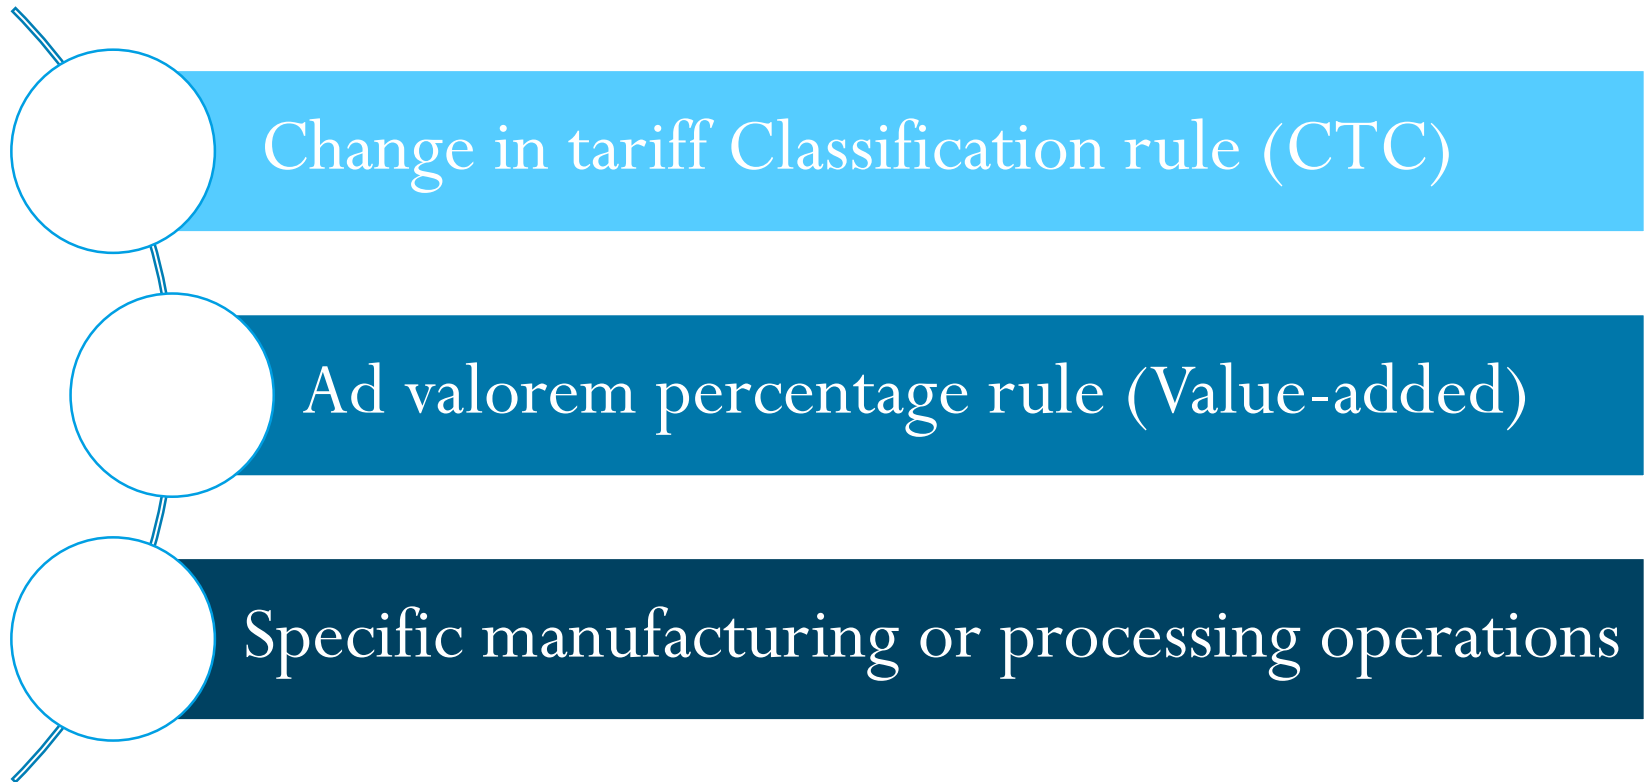 Change in tariff Classification rule (CTC)
Ad valorem percentage rule (Value-added)
Specific manufacturing or processing operations